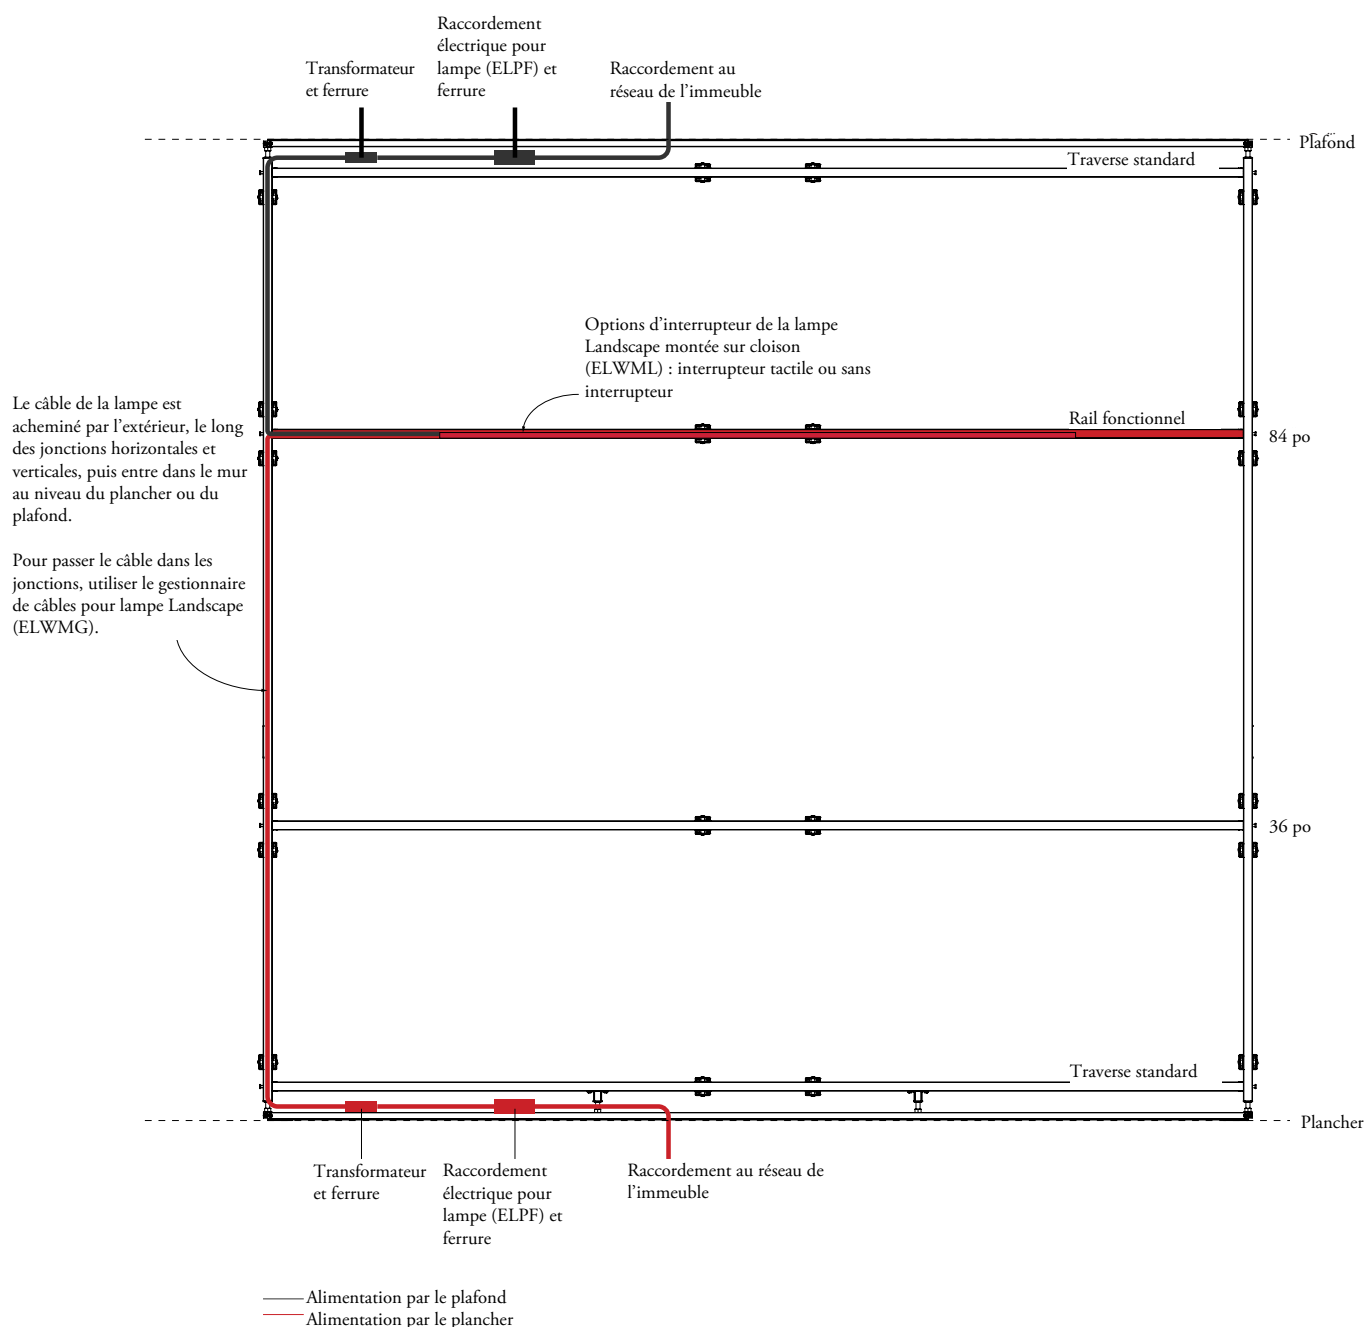 Raccordement
électrique pour
lampe (ELPF) et
ferrure
Transformateur
et ferrure
Raccordement au
réseau de l’immeuble
Plafond
Traverse standard
Options d’interrupteur de la lampe
Landscape montée sur cloison
(ELWML) : interrupteur tactile ou sans
interrupteur
Rail fonctionnel
84 po
Le câble de la lampe est
acheminé par l’extérieur, le long
des jonctions horizontales et
verticales, puis entre dans le mur
au niveau du plancher ou du
plafond.
Pour passer le câble dans les
jonctions, utiliser le gestionnaire
de câbles pour lampe Landscape
(ELWMG).
36 po
Traverse standard
Plancher
Transformateur
et ferrure
Raccordement
électrique pour
lampe (ELPF) et
ferrure
Raccordement au réseau de
l’immeuble
Alimentation par le plafond
Alimentation par le plancher